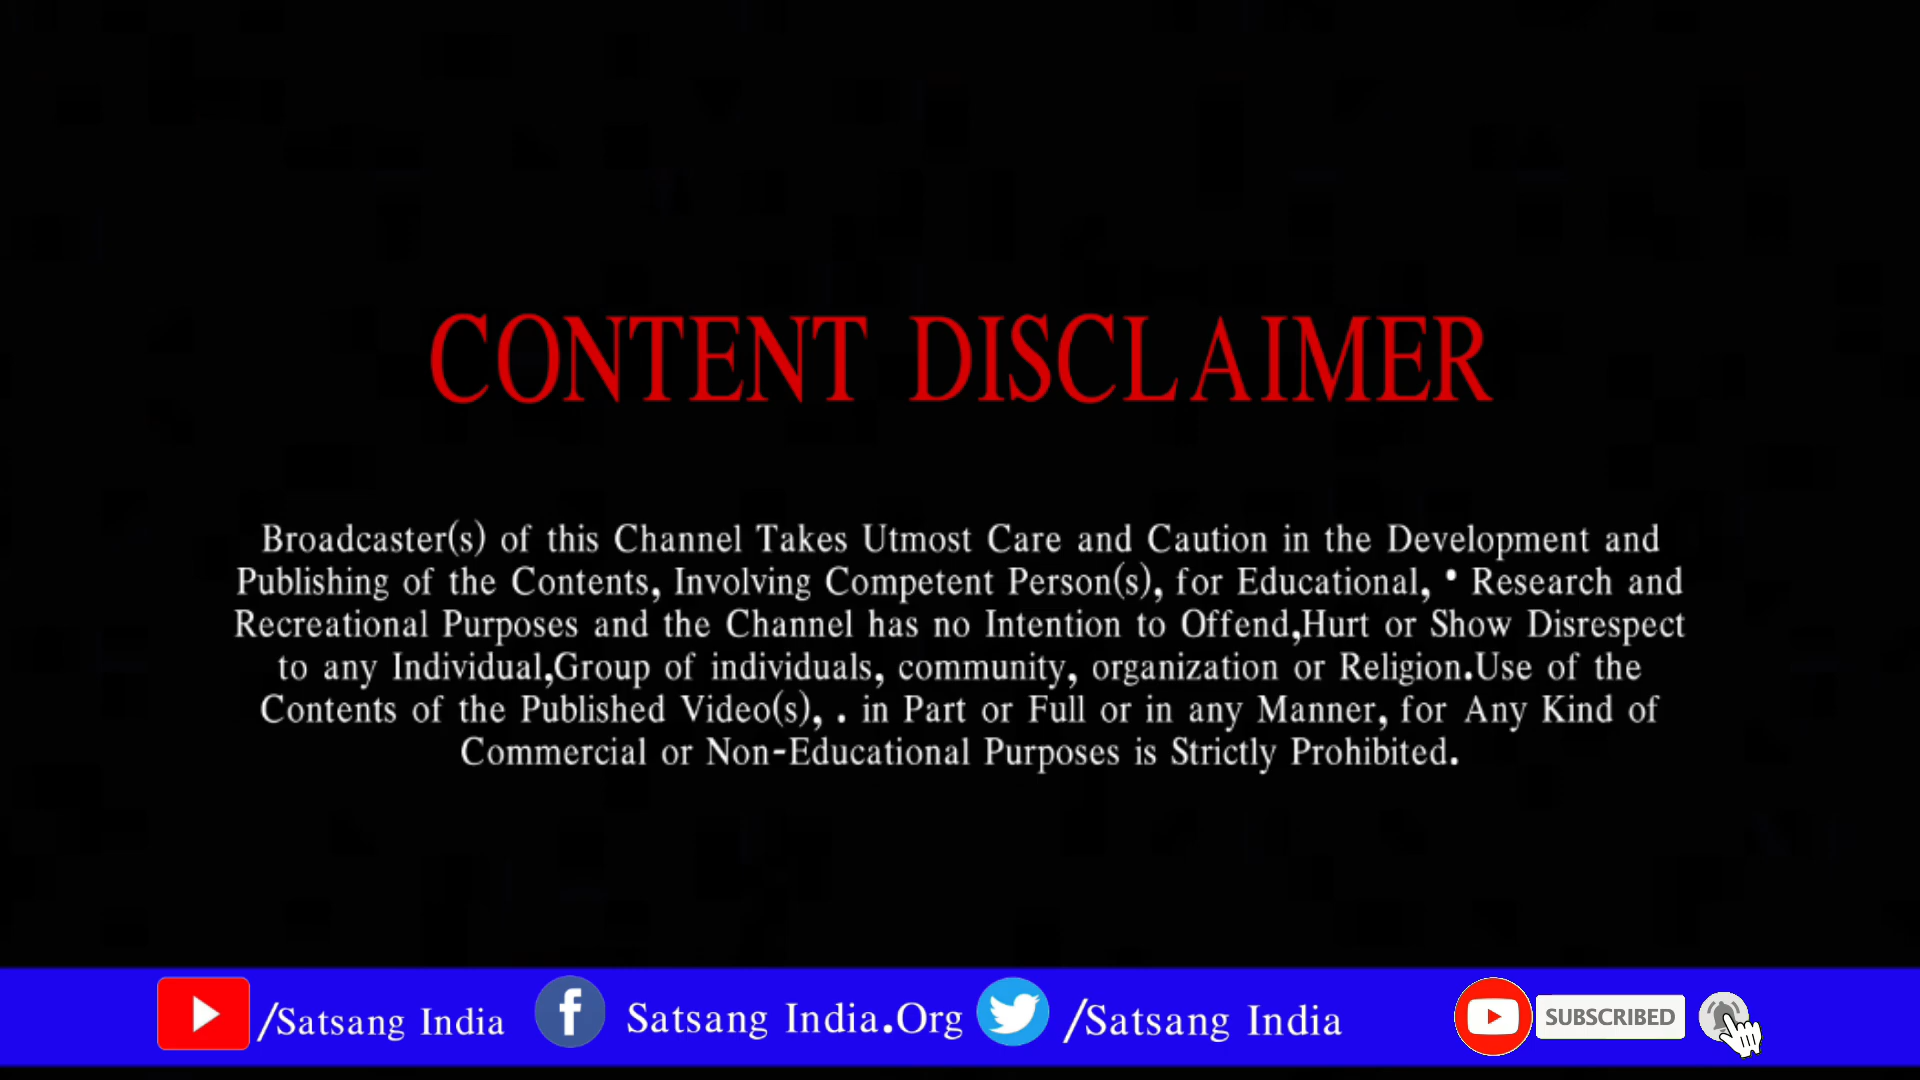 CONTENT DISCLAIMER
Broadcaster(s) of this Channel Takes Utmost Care and Caution in the Development and
Publishing of the Contents, Involving Competent Person(s), for Educational, • Research and
Recreational Purposes and the Channel has no Intention to Offend,Hurt or Show Disrespect
to any Individual,Group of individuals, community, organization or Religion.Use of the
Contents of the Published Video(s), . in Part or Full or in any Manner, for Any Kind of
Commercial or Non-Educational Purposes is Strictly Prohibited.
/Satsang India Satsang India.Org /Satsang India SUBSCRIBED